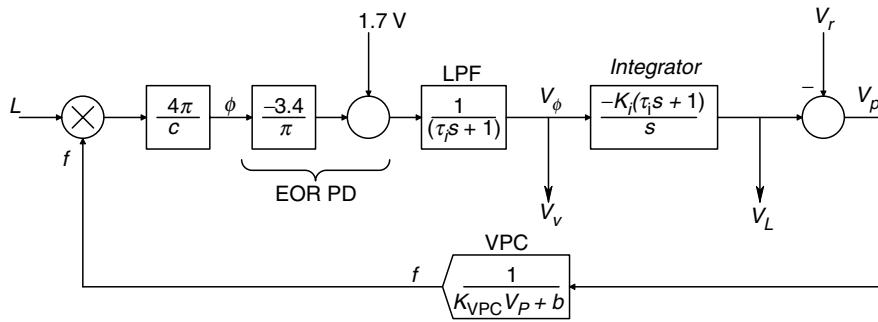 1.7 V
V_r
LPF
Integrator
L
4π
c
ϕ
−3.4
π
1
(τ_i s + 1)
V_ϕ
−K_i(τ_i s + 1)
s
−
V_p
f
EOR PD
V_v
V_L
VPC
f
1
K_VPC V_P + b